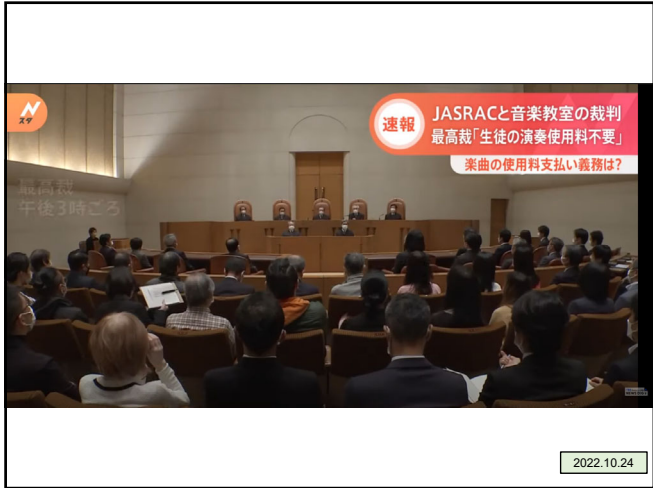 Nスタ
速報
JASRACと音楽教室の裁判
最高裁「生徒の演奏使用料不要」
楽曲の使用料支払い義務は?
最高裁
午後3時ごろ
2022.10.24